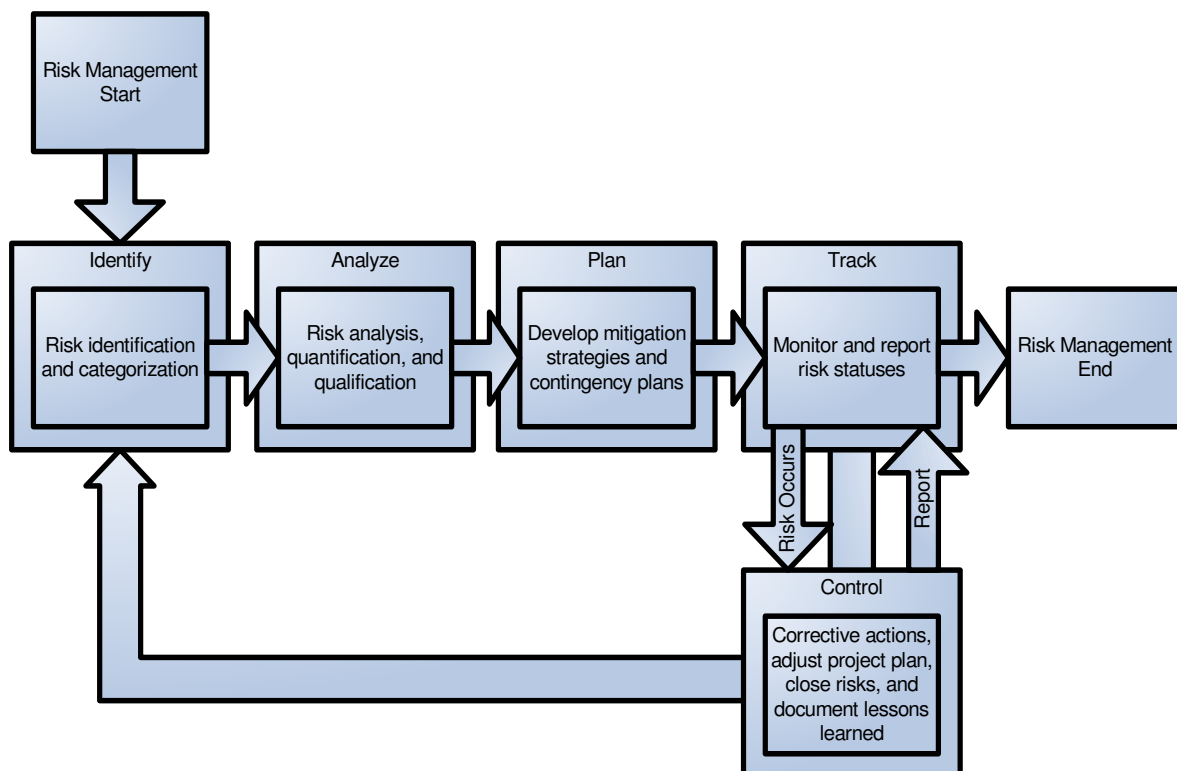 Risk Management
Start
Identify
Risk identification
and categorization
Analyze
Risk analysis,
quantification, and
qualification
Plan
Develop mitigation
strategies and
contingency plans
Track
Monitor and report
risk statuses
Risk Management
End
Risk Occurs
Report
Control
Corrective actions,
adjust project plan,
close risks, and
document lessons
learned